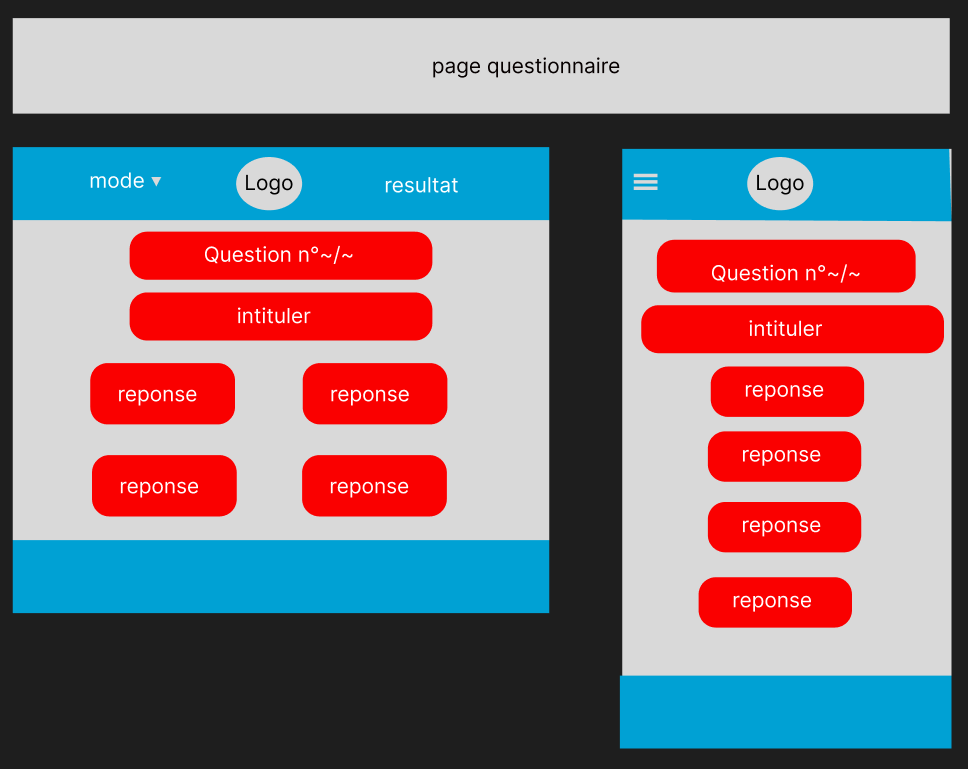 page questionnaire
mode ▾
Logo
resultat
Question n°~/~
intituler
reponse
reponse
reponse
reponse
Logo
Question n°~/~
intituler
reponse
reponse
reponse
reponse